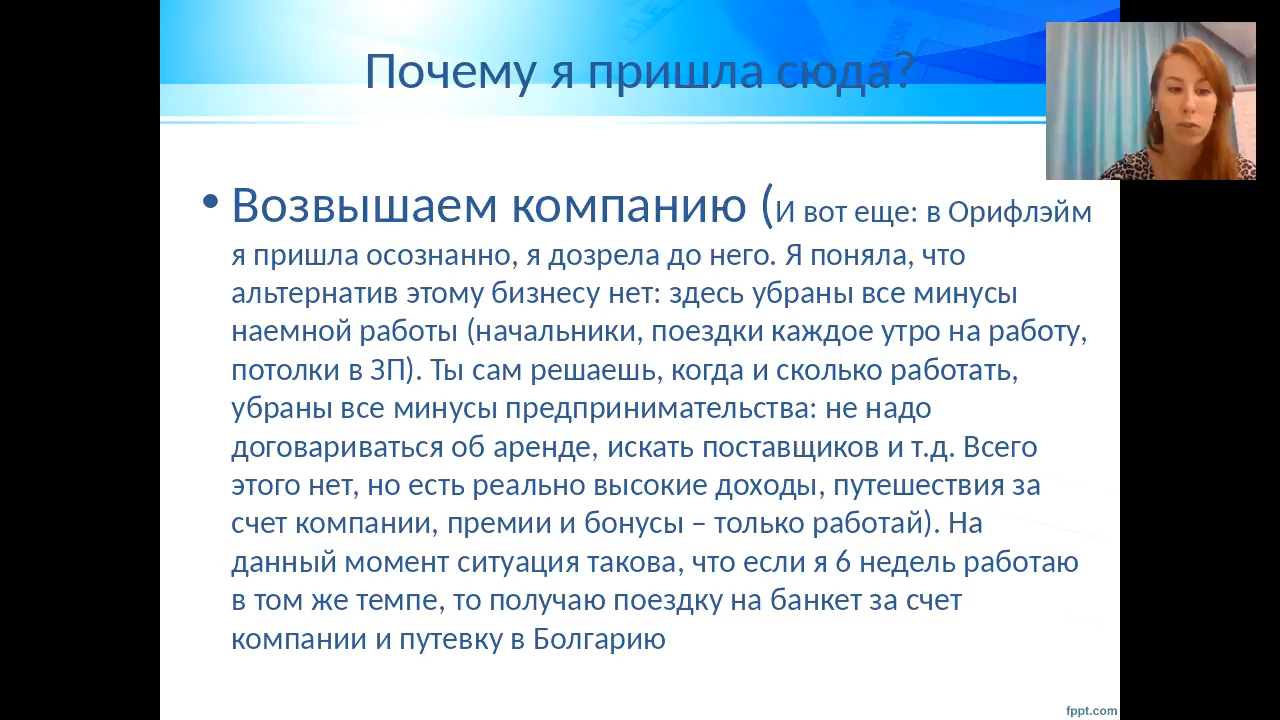 Почему я пришла сюда?
• Возвышаем компанию (И вот еще: в Орифлэйм
я пришла осознанно, я дозрела до него. Я поняла, что
альтернатив этому бизнесу нет: здесь убраны все минусы
наемной работы (начальники, поездки каждое утро на работу,
потолки в ЗП). Ты сам решаешь, когда и сколько работать,
убраны все минусы предпринимательства: не надо
договариваться об аренде, искать поставщиков и т.д. Всего
этого нет, но есть реально высокие доходы, путешествия за
счет компании, премии и бонусы – только работай). На
данный момент ситуация такова, что если я 6 недель работаю
в том же темпе, то получаю поездку на банкет за счет
компании и путевку в Болгарию
fppt.com